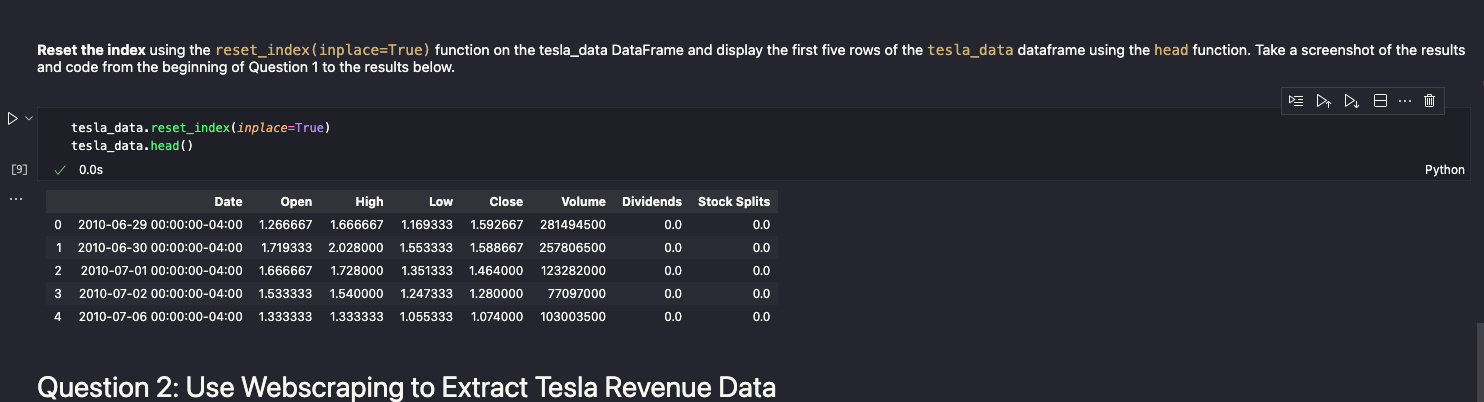 Reset the index using the reset_index(inplace=True) function on the tesla_data DataFrame and display the first five rows of the tesla_data dataframe using the head function. Take a screenshot of the results
and code from the beginning of Question 1 to the results below.
tesla_data.reset_index(inplace=True)
tesla_data.head()
[9] ✓ 0.0s Python
Date Open High Low Close Volume Dividends Stock Splits
0 2010-06-29 00:00:00-04:00 1.266667 1.666667 1.169333 1.592667 281494500 0.0 0.0
1 2010-06-30 00:00:00-04:00 1.719333 2.028000 1.553333 1.588667 257806500 0.0 0.0
2 2010-07-01 00:00:00-04:00 1.666667 1.728000 1.351333 1.464000 123282000 0.0 0.0
3 2010-07-02 00:00:00-04:00 1.533333 1.540000 1.247333 1.280000 77097000 0.0 0.0
4 2010-07-06 00:00:00-04:00 1.333333 1.333333 1.055333 1.074000 103003500 0.0 0.0
Question 2: Use Webscraping to Extract Tesla Revenue Data